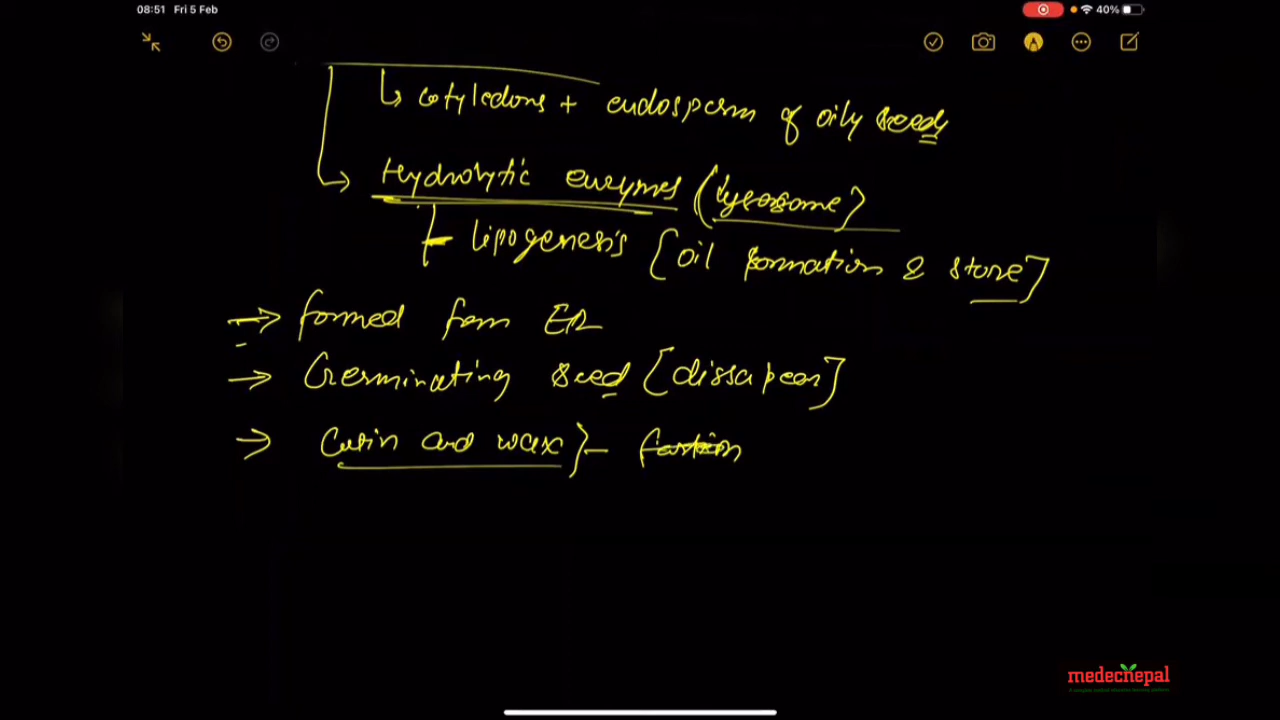 08:51 Fri 5 Feb 40%
↳ cotyledons + endosperm of oily seeds
→ Hydrolytic enzymes (Lysosome)
lipogenesis [oil formation & store]
→ formed from ER
→ Germinating seed [dissapear]
→ Cutin and wax } –
medecnepal